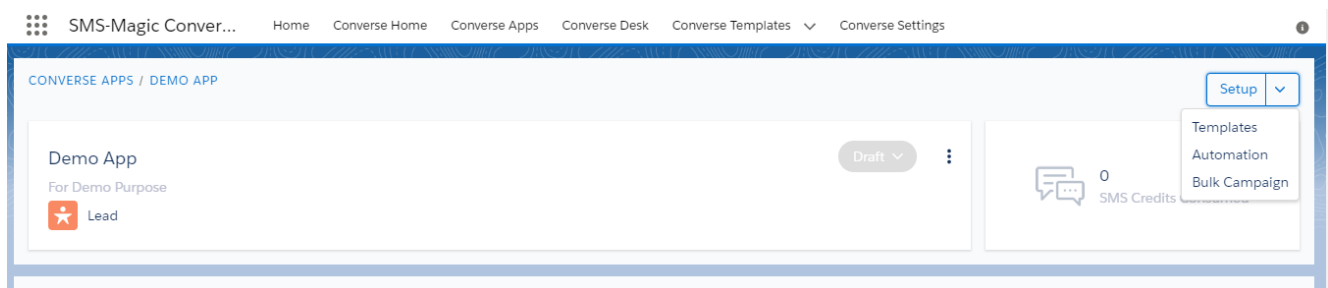 SMS-Magic Conver... Home Converse Home Converse Apps Converse Desk Converse Templates Converse Settings
CONVERSE APPS / DEMO APP
Setup
Templates
Automation
Bulk Campaign
Demo App
Draft
For Demo Purpose
Lead
0
SMS Credits